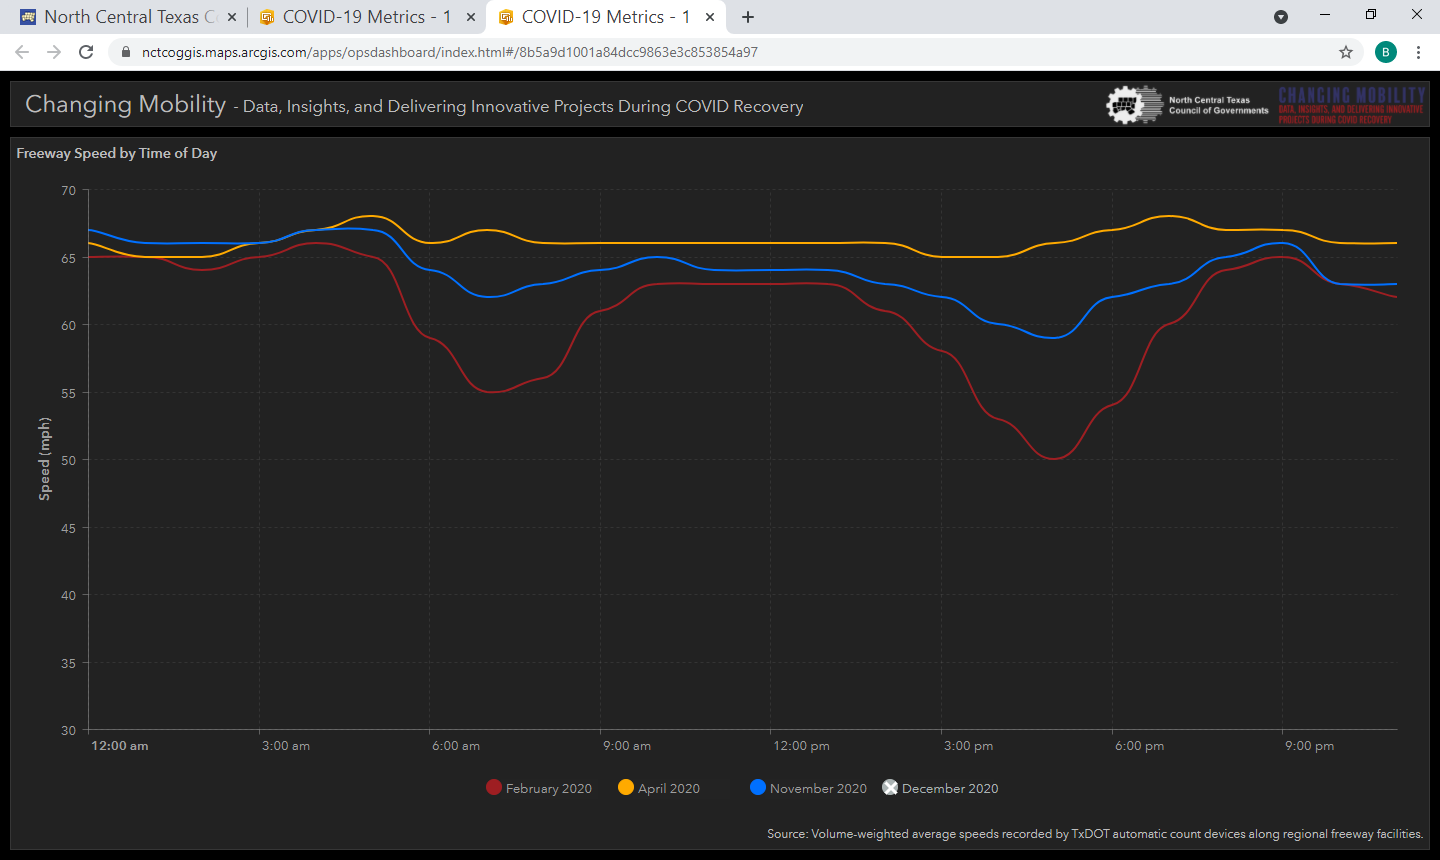 North Central Texas C
COVID-19 Metrics - 1
COVID-19 Metrics - 1
nctcoggis.maps.arcgis.com/apps/opsdashboard/index.html#/8b5a9d1001a84dcc9863e3c853854a97
B
Changing Mobility - Data, Insights, and Delivering Innovative Projects During COVID Recovery
North Central Texas
Council of Governments
CHANGING MOBILITY
DATA, INSIGHTS, AND DELIVERING INNOVATIVE
PROJECTS DURING COVID RECOVERY
Freeway Speed by Time of Day
70
65
60
55
50
45
40
35
30
Speed (mph)
12:00 am 3:00 am 6:00 am 9:00 am 12:00 pm 3:00 pm 6:00 pm 9:00 pm
February 2020 April 2020 November 2020 December 2020
Source: Volume-weighted average speeds recorded by TxDOT automatic count devices along regional freeway facilities.